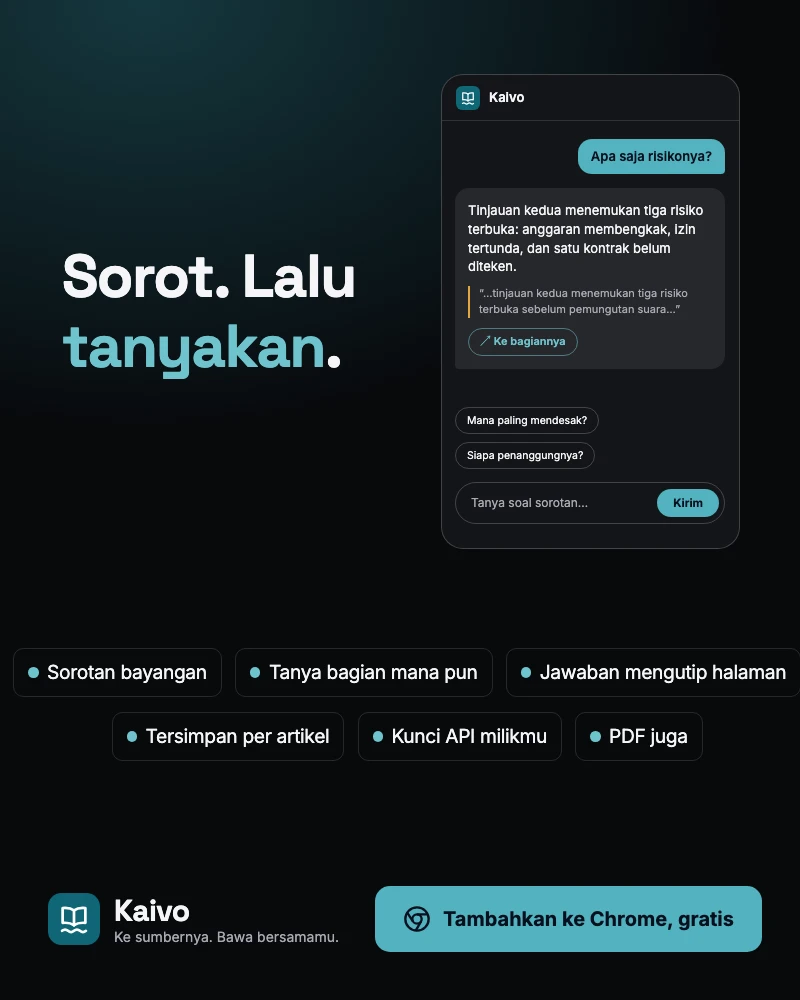 Sorot. Lalu
tanyakan.
Kaivo
Apa saja risikonya?
Tinjauan kedua menemukan tiga risiko
terbuka: anggaran membengkak, izin
tertunda, dan satu kontrak belum
diteken.
"...tinjauan kedua menemukan tiga risiko
terbuka sebelum pemungutan suara..."
↗ Ke bagiannya
Mana paling mendesak?
Siapa penanggungnya?
Tanya soal sorotan...
Kirim
Sorotan bayangan
Tanya bagian mana pun
Jawaban mengutip halaman
Tersimpan per artikel
Kunci API milikmu
PDF juga
Kaivo
Ke sumbernya. Bawa bersamamu.
Tambahkan ke Chrome, gratis